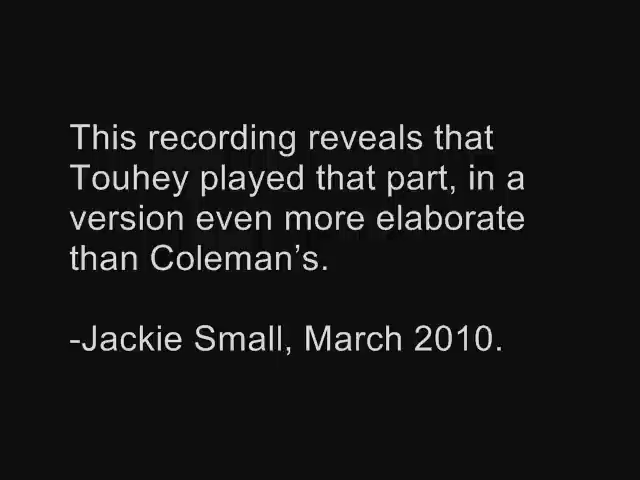 This recording reveals that
Touhey played that part, in a
version even more elaborate
than Coleman’s.
-Jackie Small, March 2010.